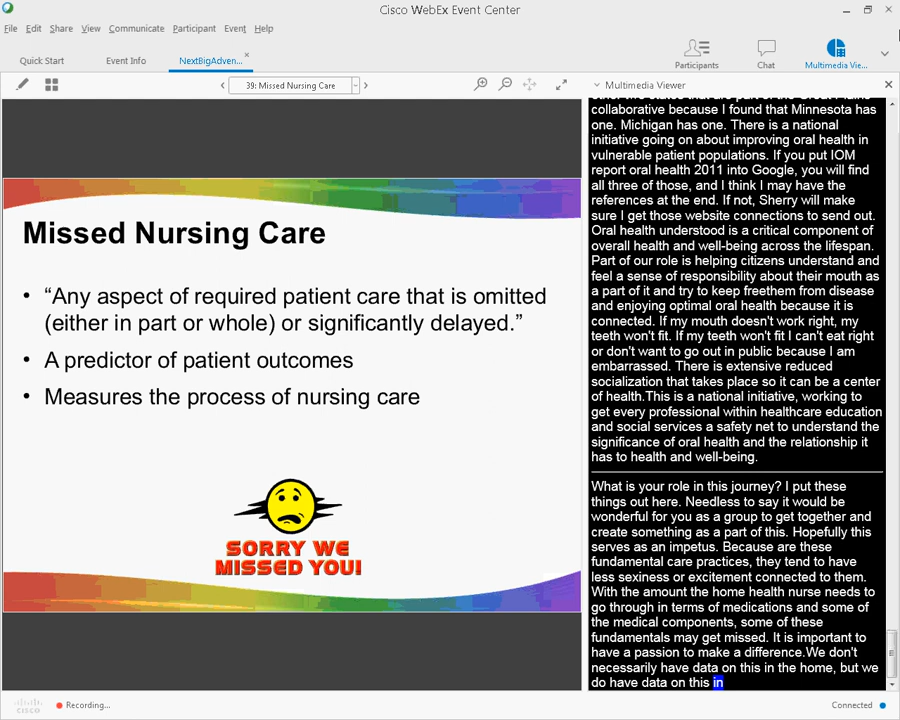 Cisco WebEx Event Center
File Edit Share View Communicate Participant Event Help
Quick Start Event Info NextBigAdven...
Participants Chat Multimedia Vie...
39: Missed Nursing Care
Multimedia Viewer
Missed Nursing Care
• “Any aspect of required patient care that is omitted
(either in part or whole) or significantly delayed.”
• A predictor of patient outcomes
• Measures the process of nursing care
SORRY WE
MISSED YOU!
collaborative because I found that Minnesota has
one. Michigan has one. There is a national
initiative going on about improving oral health in
vulnerable patient populations. If you put IOM
report oral health 2011 into Google, you will find
all three of those, and I think I may have the
references at the end. If not, Sherry will make
sure I get those website connections to send out.
Oral health understood is a critical component of
overall health and well-being across the lifespan.
Part of our role is helping citizens understand and
feel a sense of responsibility about their mouth as
a part of it and try to keep freethem from disease
and enjoying optimal oral health because it is
connected. If my mouth doesn't work right, my
teeth won't fit. If my teeth won't fit I can't eat right
or don't want to go out in public because I am
embarrassed. There is extensive reduced
socialization that takes place so it can be a center
of health.This is a national initiative, working to
get every professional within healthcare education
and social services a safety net to understand the
significance of oral health and the relationship it
has to health and well-being.
What is your role in this journey? I put these
things out here. Needless to say it would be
wonderful for you as a group to get together and
create something as a part of this. Hopefully this
serves as an impetus. Because are these
fundamental care practices, they tend to have
less sexiness or excitement connected to them.
With the amount the home health nurse needs to
go through in terms of medications and some of
the medical components, some of these
fundamentals may get missed. It is important to
have a passion to make a difference.We don't
necessarily have data on this in the home, but we
do have data on this in
cisco
Recording...
Connected